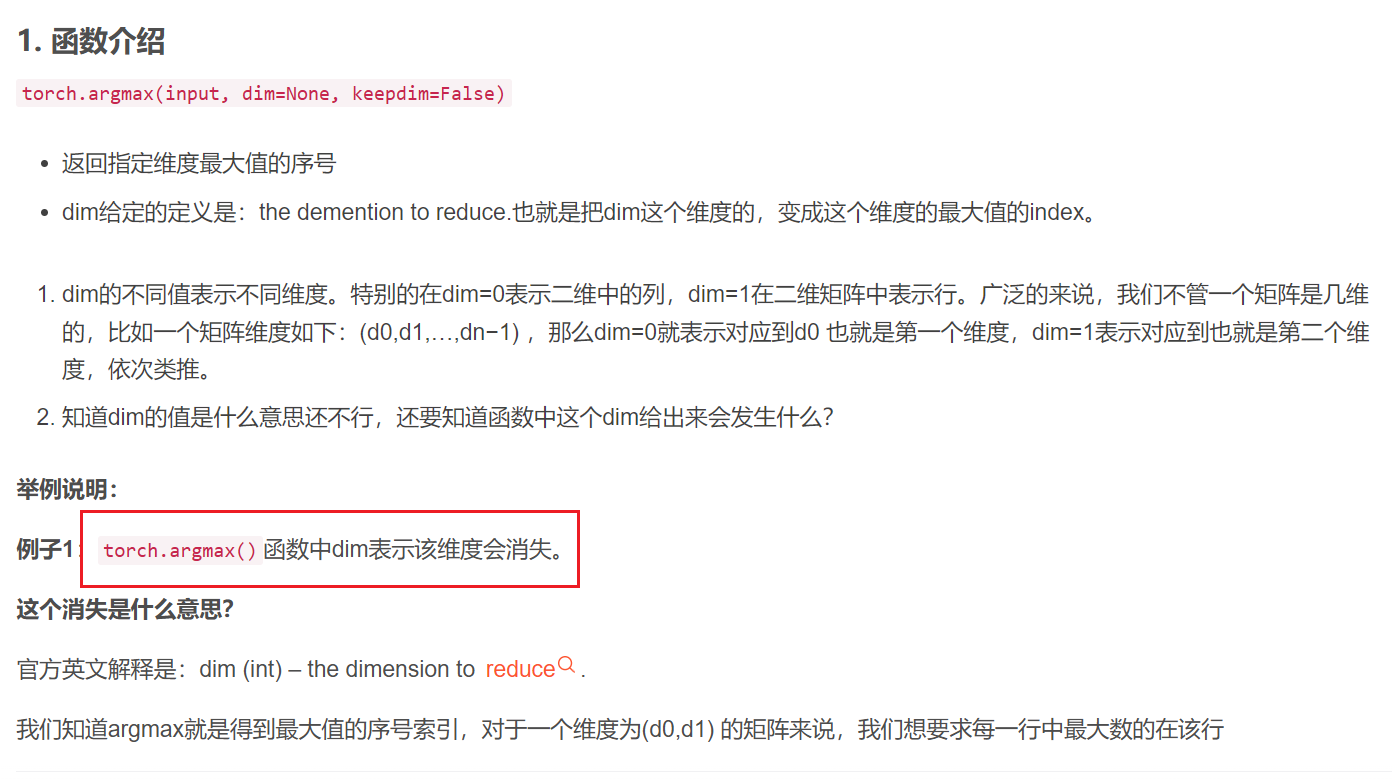 1. 函数介绍
torch.argmax(input, dim=None, keepdim=False)
• 返回指定维度最大值的序号
• dim给定的定义是：the demention to reduce.也就是把dim这个维度的，变成这个维度的最大值的index。
1. dim的不同值表示不同维度。特别的在dim=0表示二维中的列，dim=1在二维矩阵中表示行。广泛的来说，我们不管一个矩阵是几维
的，比如一个矩阵维度如下：(d0,d1,…,dn−1) ，那么dim=0就表示对应到d0 也就是第一个维度，dim=1表示对应到也就是第二个维
度，依次类推。
2. 知道dim的值是什么意思还不行，还要知道函数中这个dim给出来会发生什么？
举例说明：
例子1：torch.argmax()函数中dim表示该维度会消失。
这个消失是什么意思？
官方英文解释是：dim (int) – the dimension to reduce.
我们知道argmax就是得到最大值的序号索引，对于一个维度为(d0,d1) 的矩阵来说，我们想要求每一行中最大数的在该行